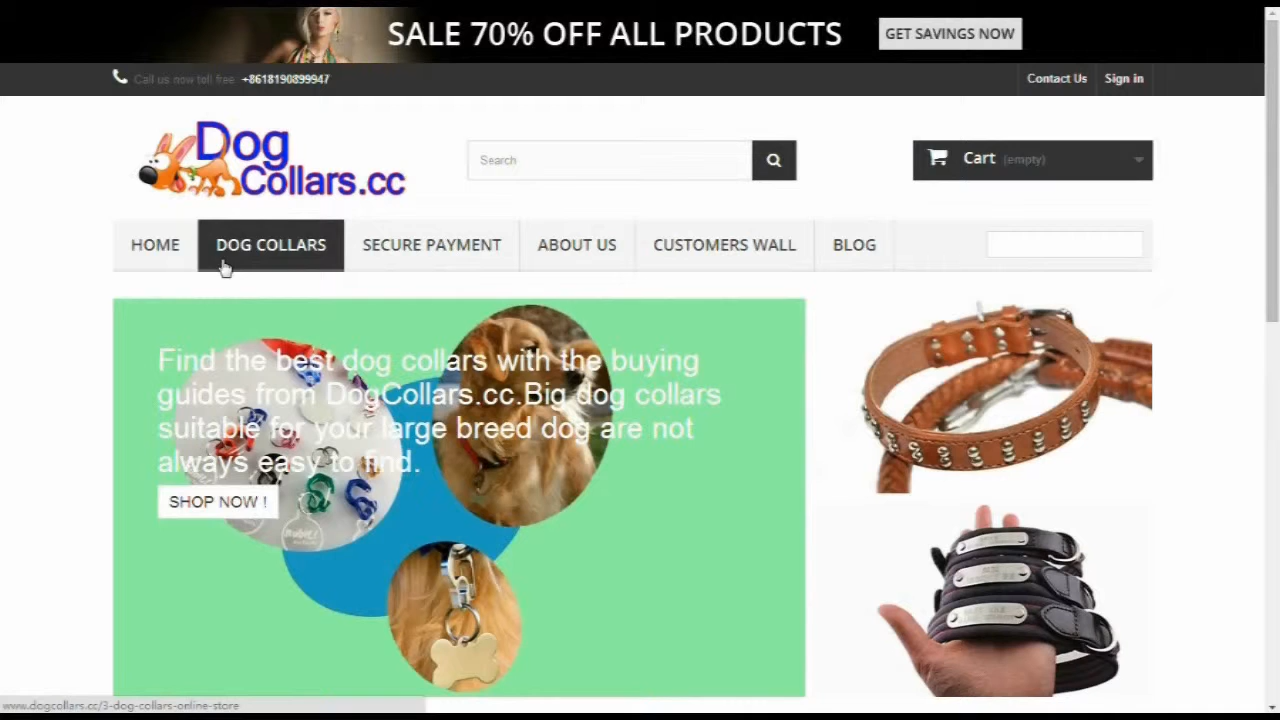 SALE 70% OFF ALL PRODUCTS
GET SAVINGS NOW
Call us now toll free: +8618190899947
Contact Us
Sign in
Dog
Collars.cc
Search
Cart (empty)
HOME
DOG COLLARS
SECURE PAYMENT
ABOUT US
CUSTOMERS WALL
BLOG
Find the best dog collars with the buying
guides from DogCollars.cc.Big dog collars
suitable for your large breed dog are not
always easy to find.
SHOP NOW !
www.dogcollars.cc/3-dog-collars-online-store